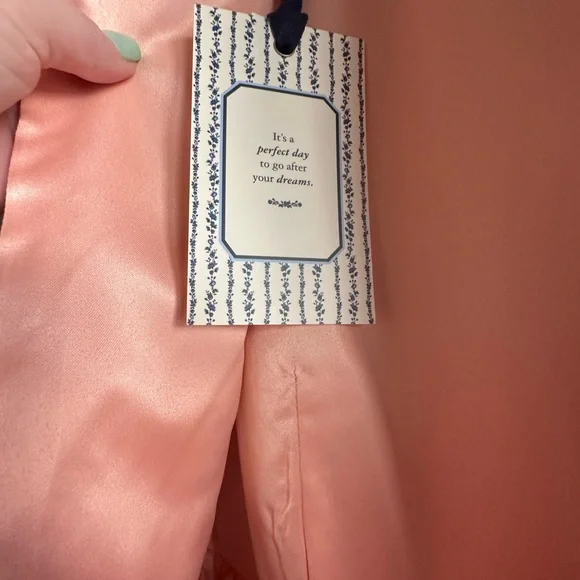 It's a
perfect day
to go after
your dreams.